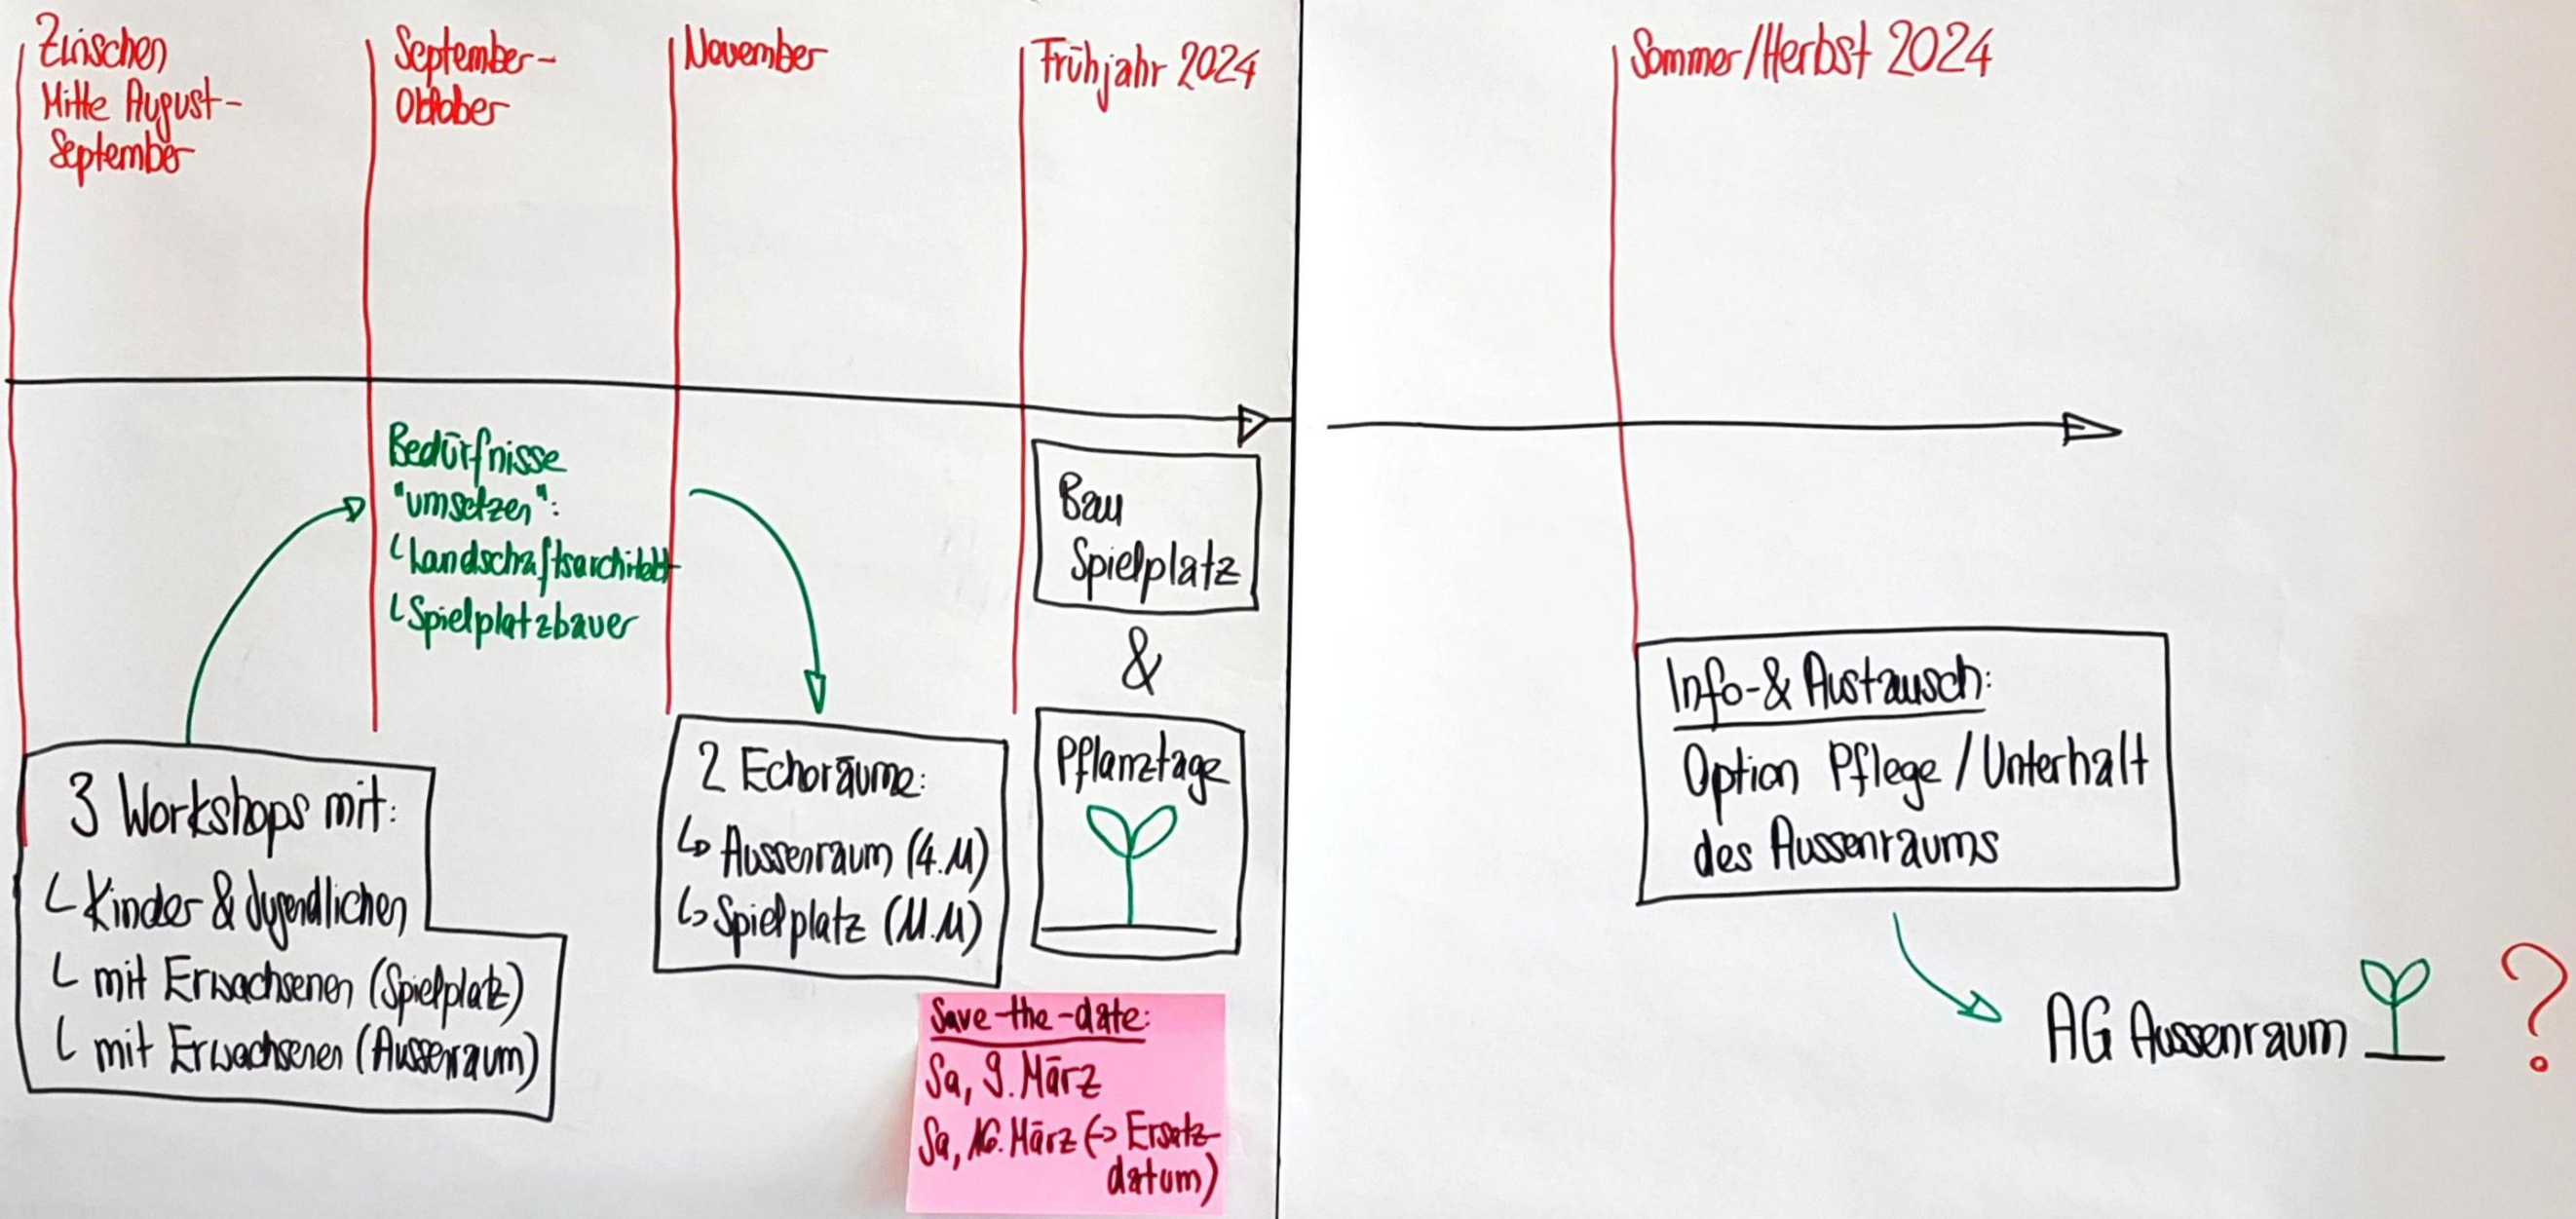 Zwischen
Mitte August-
September
September-
Oktober
November
Frühjahr 2024
Sommer/Herbst 2024
Bedürfnisse
"umsetzen":
Landschaftsarchitekt
Spielplatzbauer
3 Workshops mit:
Kinder & Jugendlichen
mit Erwachsenen (Spielplatz)
mit Erwachsenen (Aussenraum)
2 Echoräume:
Aussenraum (4.11)
Spielplatz (11.11)
Bau
Spielplatz
&
Pflanztage
Save-the-date:
Sa, 9. März
Sa, 16. März (→ Ersatz-
datum)
Info-& Austausch:
Option Pflege/Unterhalt
des Aussenraums
AG Aussenraum ?